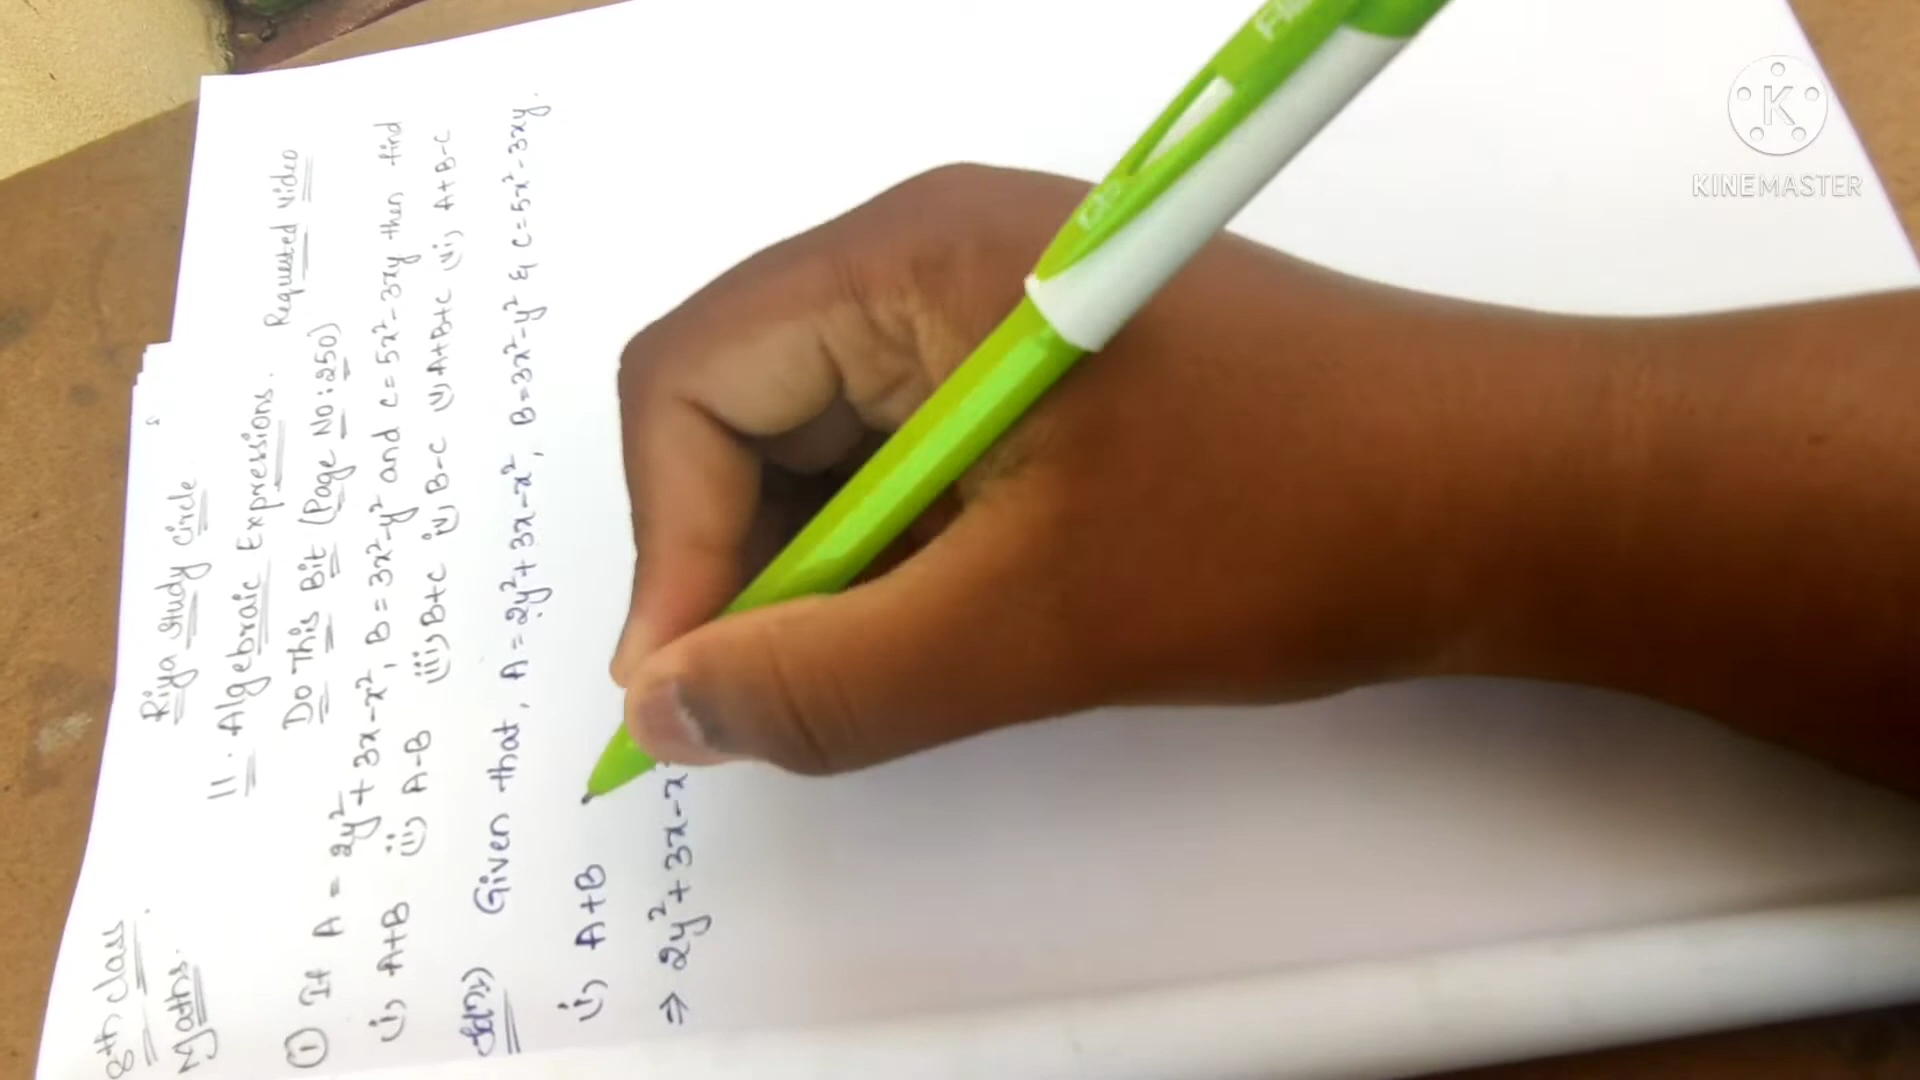 8th class.
Maths.
Riya Study Circle
11. Algebraic Expressions.
Requested Video
Do This Bit (Page No: 250)
① If A = 2y²+3x-x², B = 3x²-y² and C = 5x²-3xy then find
(i) A+B (ii) A-B (iii) B+C iv) B-C (v) A+B+C (vi) A+B-C
Soln:) Given that, A = 2y²+3x-x², B=3x²-y² & C=5x²-3xy.
(i) A+B
⇒ 2y²+3x-x²
KINEMASTER